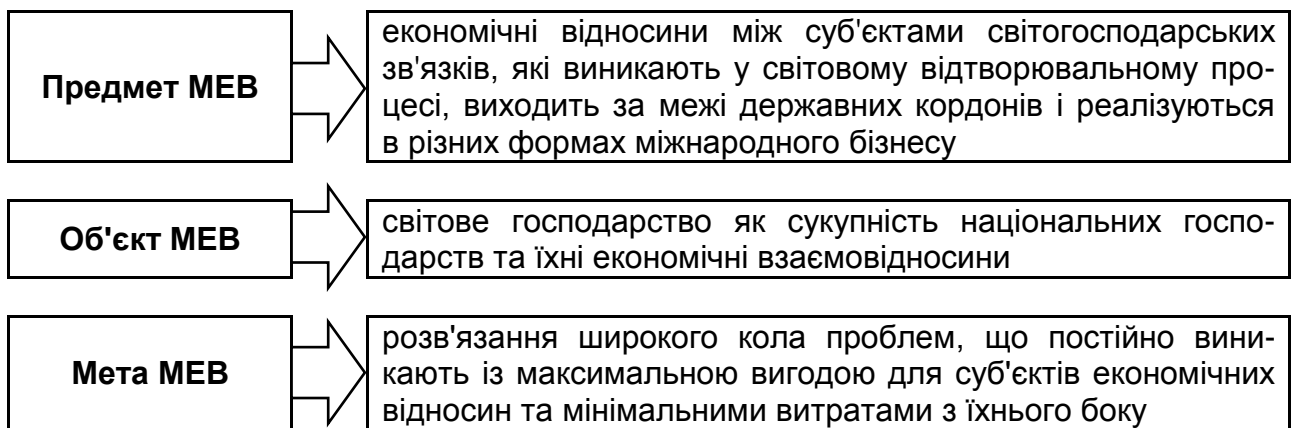 Предмет МЕВ
економічні відносини між суб'єктами світогосподарських
зв'язків, які виникають у світовому відтворювальному про-
цесі, виходить за межі державних кордонів і реалізуються
в різних формах міжнародного бізнесу
Об'єкт МЕВ
світове господарство як сукупність національних госпо-
дарств та їхні економічні взаємовідносини
Мета МЕВ
розв'язання широкого кола проблем, що постійно вини-
кають із максимальною вигодою для суб'єктів економічних
відносин та мінімальними витратами з їхнього боку